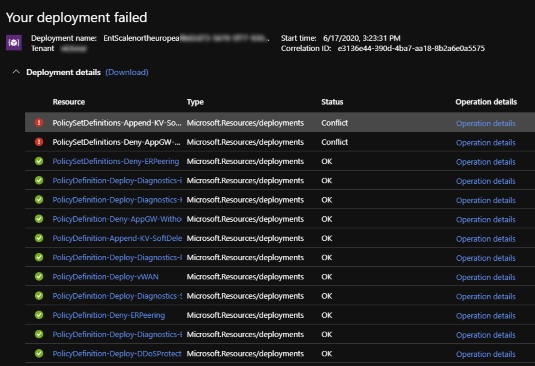 Your deployment failed
Deployment name: EntScalenortheuropea Start time: 6/17/2020, 3:23:31 PM
Tenant Correlation ID: e3136e44-390d-4ba7-aa18-8b2a6e0a5575
Deployment details (Download)
Resource Type Status Operation details
PolicySetDefinitions-Append-KV-So... Microsoft.Resources/deployments Conflict Operation details
PolicySetDefinitions-Deny-AppGW-... Microsoft.Resources/deployments Conflict Operation details
PolicySetDefinitions-Deny-ERPeering Microsoft.Resources/deployments OK Operation details
PolicyDefinition-Deploy-Diagnostics- Microsoft.Resources/deployments OK Operation details
PolicyDefinition-Deploy-Diagnostics- Microsoft.Resources/deployments OK Operation details
PolicyDefinition-Deny-AppGW-Witho Microsoft.Resources/deployments OK Operation details
PolicyDefinition-Append-KV-SoftDele Microsoft.Resources/deployments OK Operation details
PolicyDefinition-Deploy-Diagnostics- Microsoft.Resources/deployments OK Operation details
PolicyDefinition-Deploy-vWAN Microsoft.Resources/deployments OK Operation details
PolicyDefinition-Deploy-Diagnostics-S Microsoft.Resources/deployments OK Operation details
PolicyDefinition-Deny-ERPeering Microsoft.Resources/deployments OK Operation details
PolicyDefinition-Deploy-Diagnostics- Microsoft.Resources/deployments OK Operation details
PolicyDefinition-Deploy-DDoSProtect Microsoft.Resources/deployments OK Operation details